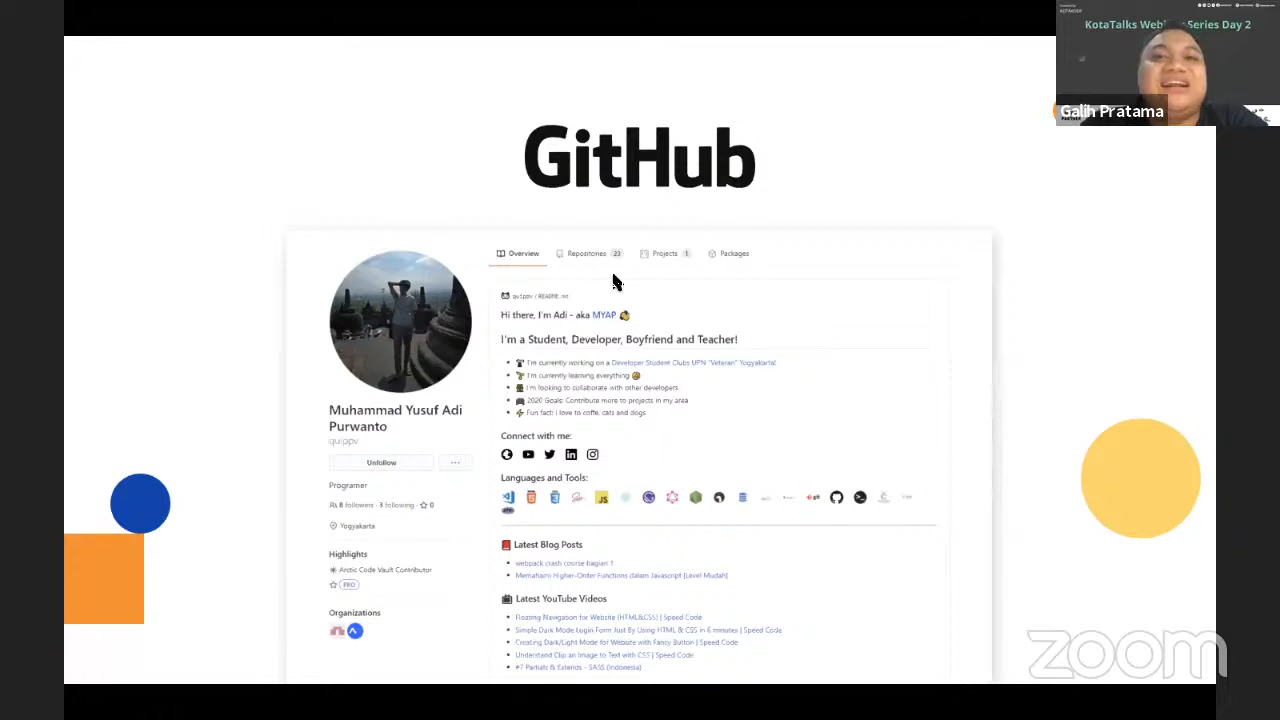 KotaTalks Webinar Series Day 2
Galih Pratama
GitHub
Overview
Repositories 23
Projects 1
Packages
quippv / README.md
Hi there, I'm Adi - aka MYAP
I'm a Student, Developer, Boyfriend and Teacher!
I'm currently working on a Developer Student Clubs UPN "Veteran" Yogyakarta!
I'm currently learning everything
I'm looking to collaborate with other developers
2020 Goals: Contribute more to projects in my area
Fun fact: I love to coffe, cats and dogs
Connect with me:
Languages and Tools:
JS
git
php
Latest Blog Posts
webpack crash course bagian 1
Memahami Higher-Order Functions dalam Javascript [Level Mudah]
Latest YouTube Videos
Floating Navigation for Website (HTML&CSS) | Speed Code
Simple Dark Mode Login Form Just By Using HTML & CSS in 6 minutes | Speed Code
Creating Dark/Light Mode for Website with Fancy Button | Speed Code
Understand Clip an Image to Text with CSS | Speed Code
#7 Partials & Extends - SASS (Indonesia)
Muhammad Yusuf Adi
Purwanto
quippv
Unfollow
...
Programer
8 followers · 3 following · 0
Yogyakarta
Highlights
Arctic Code Vault Contributor
PRO
Organizations
zoom